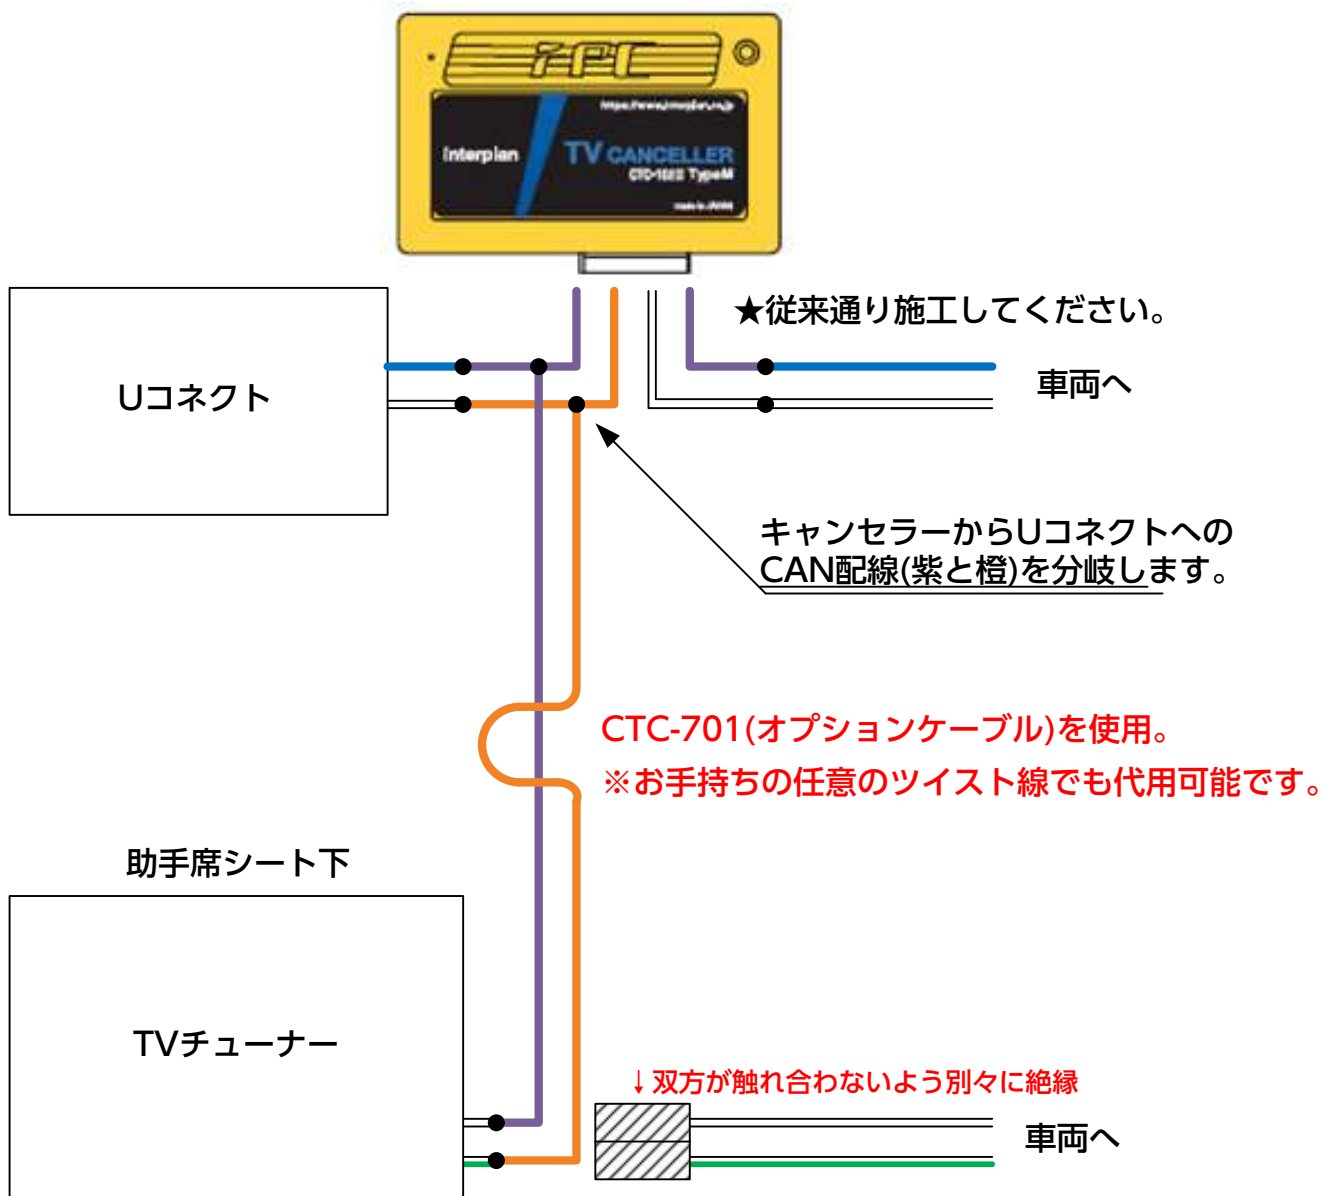 iPC
Interplan
TV CANCELLER
★従来通り施工してください。
Uコネクト
車両へ
キャンセラーからUコネクトへの
CAN配線(紫と橙)を分岐します。
CTC-701(オプションケーブル)を使用。
※お手持ちの任意のツイスト線でも代用可能です。
助手席シート下
TVチューナー
↓双方が触れ合わないよう別々に絶縁
車両へ